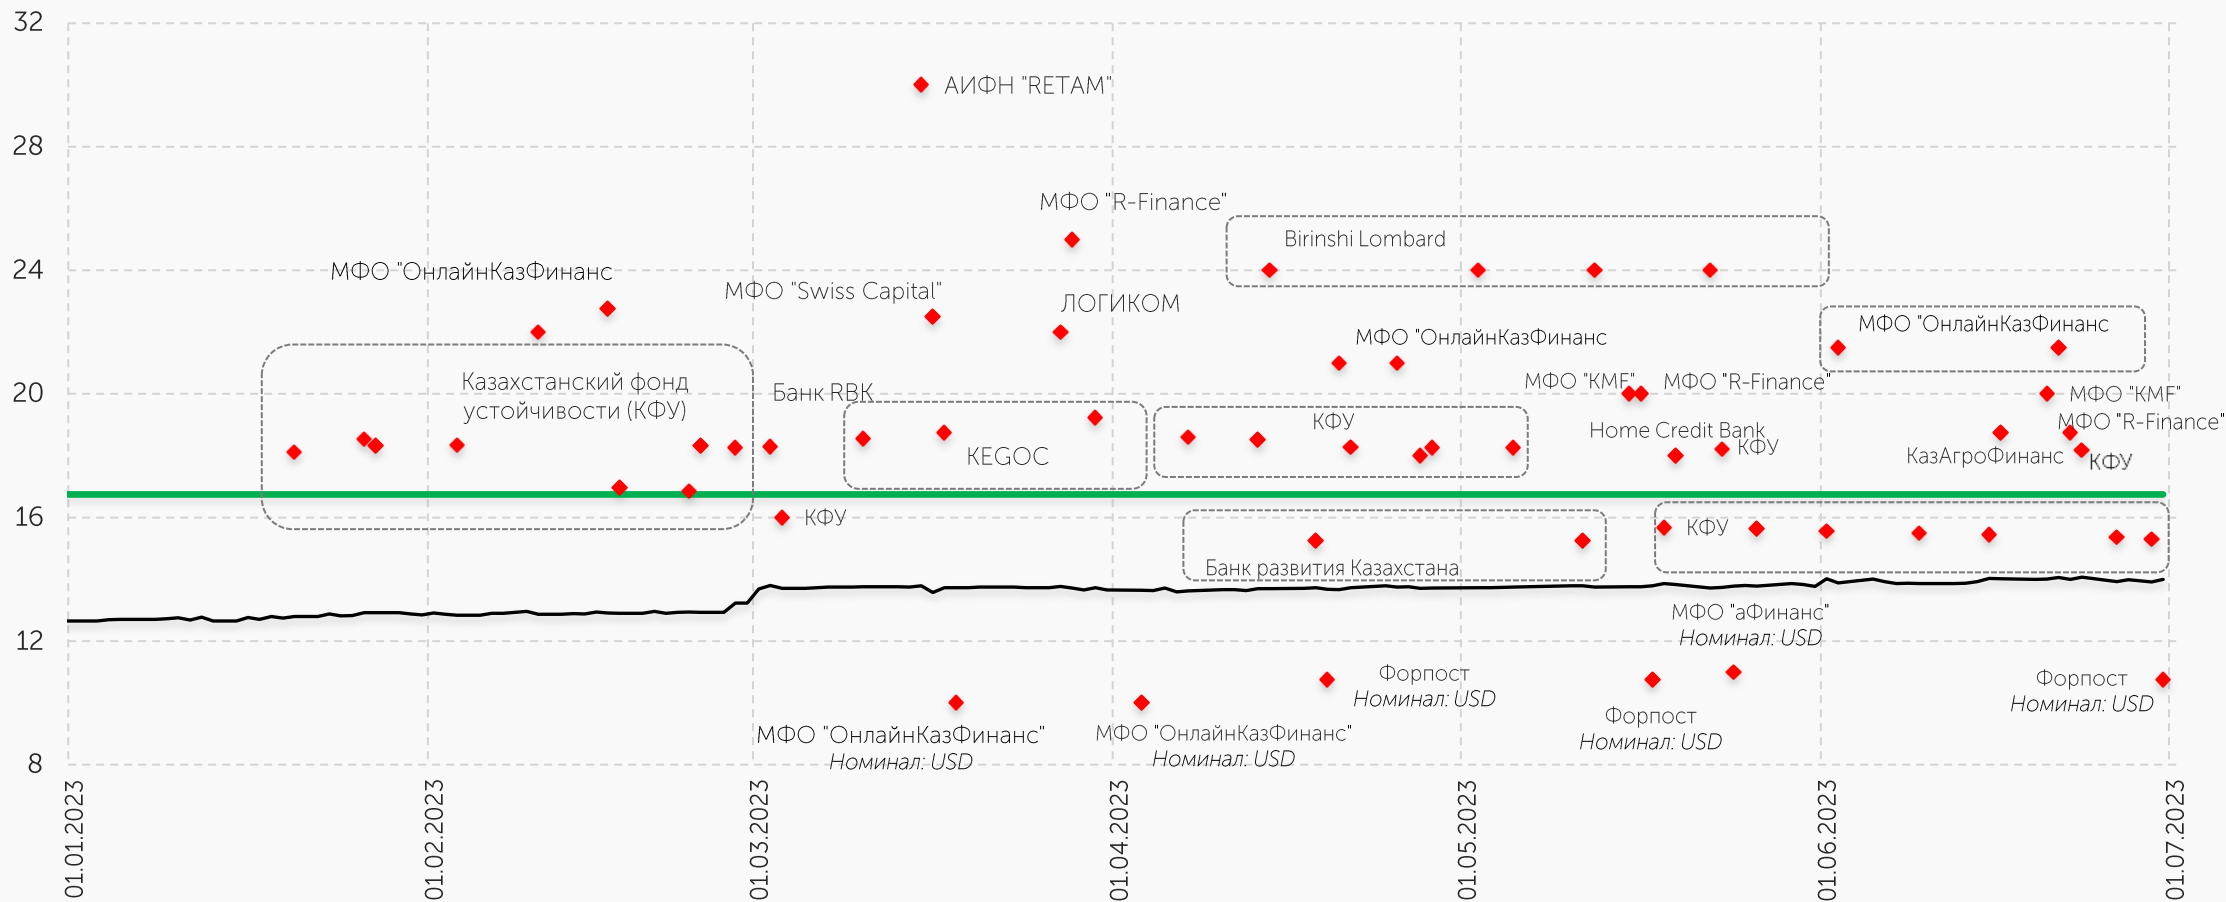 32
АИФН "RETAM"
28
МФО "R-Finance"
Birinshi Lombard
24
МФО "ОнлайнКазФинанс
МФО "Swiss Capital"
ЛОГИКОМ
МФО "ОнлайнКазФинанс
МФО "ОнлайнКазФинанс
20
Казахстанский фонд
устойчивости (КФУ)
Банк RBK
МФО "KMF"
МФО "R-Finance"
МФО "KMF"
КФУ
МФО "R-Finance"
Home Credit Bank
КФУ
KEGOC
КазАгроФинанс
КФУ
16
КФУ
КФУ
Банк развития Казахстана
МФО "аФинанс"
Номинал: USD
12
Форпост
Номинал: USD
Форпост
Номинал: USD
Форпост
Номинал: USD
МФО "ОнлайнКазФинанс"
Номинал: USD
МФО "ОнлайнКазФинанс"
Номинал: USD
8
01.01.2023
01.02.2023
01.03.2023
01.04.2023
01.05.2023
01.06.2023
01.07.2023